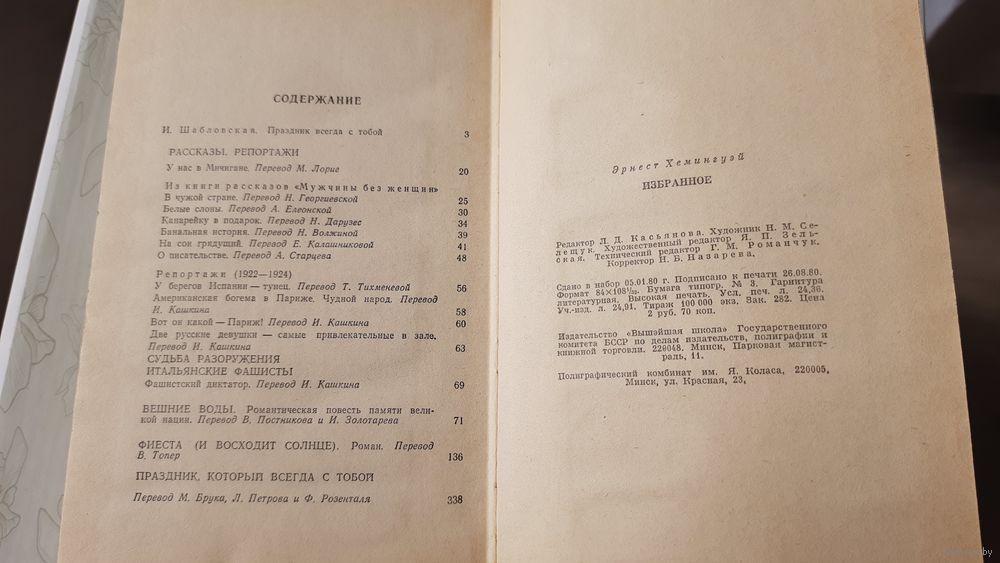 СОДЕРЖАНИЕ
И. Шабловская. Праздник всегда с тобой 3
РАССКАЗЫ. РЕПОРТАЖИ
У нас в Мичигане. Перевод М. Лорие 20
Из книги рассказов «Мужчины без женщин»
В чужой стране. Перевод Н. Георгиевской 25
Белые слоны. Перевод А. Елеонской 30
Канарейку в подарок. Перевод Н. Дарузес 34
Банальная история. Перевод Н. Волжиной 39
На сон грядущий. Перевод Е. Калашниковой 41
О писательстве. Перевод А. Старцева 48
Репортажи (1922—1924)
У берегов Испании — тунец. Перевод Т. Тихменевой 56
Американская богема в Париже. Чудной народ. Перевод
И. Кашкина 58
Вот он какой — Париж! Перевод И. Кашкина 60
Две русские девушки — самые привлекательные в зале.
Перевод И. Кашкина 63
СУДЬБА РАЗОРУЖЕНИЯ
ИТАЛЬЯНСКИЕ ФАШИСТЫ
Фашистский диктатор. Перевод И. Кашкина 69
ВЕШНИЕ ВОДЫ. Романтическая повесть памяти вели-
кой нации. Перевод В. Постникова и И. Золотарева 71
ФИЕСТА (И ВОСХОДИТ СОЛНЦЕ). Роман. Перевод
В. Топер 136
ПРАЗДНИК, КОТОРЫЙ ВСЕГДА С ТОБОЙ
Перевод М. Брука, Л. Петрова и Ф. Розенталя 338
Эрнест Хемингуэй
ИЗБРАННОЕ
Редактор Л. Д. Касьянова. Художник Н. М. Се-
лещук. Художественный редактор Я. П. Зель-
ская. Технический редактор Г. М. Романчук.
Корректор Н. Б. Назарева.
Сдано в набор 05.01.80 г. Подписано к печати 26.08.80.
Формат 84×108¹/₃₂. Бумага типогр. № 3. Гарнитура
литературная. Высокая печать. Усл. печ. л. 24,36.
Уч.-изд. л. 24,91. Тираж 100 000 экз. Зак. 282. Цена
2 руб. 70 коп.
Издательство «Вышэйшая школа» Государственного
комитета БССР по делам издательств, полиграфии и
книжной торговли. 220048. Минск, Парковая магист-
раль, 11.
Полиграфический комбинат им. Я. Коласа, 220005,
Минск, ул. Красная, 23,